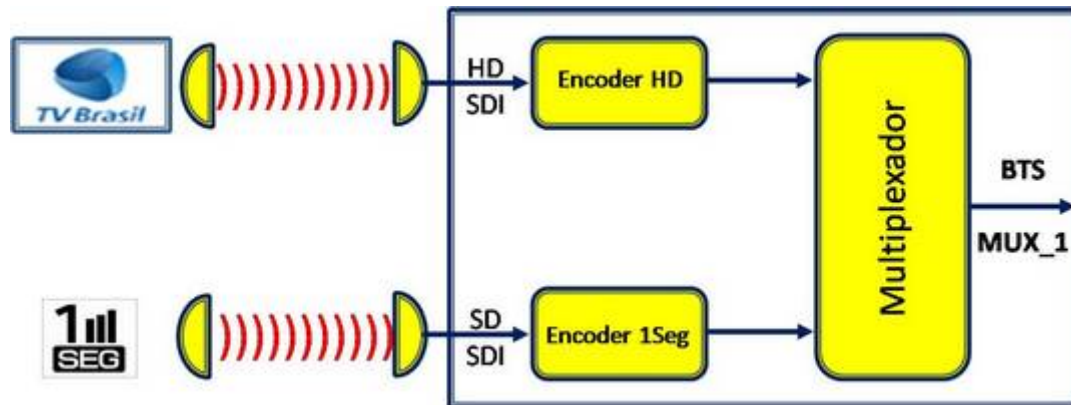 TV Brasil
HD
SDI
Encoder HD
Multiplexador
BTS
MUX_1
1
SEG
SD
SDI
Encoder 1Seg